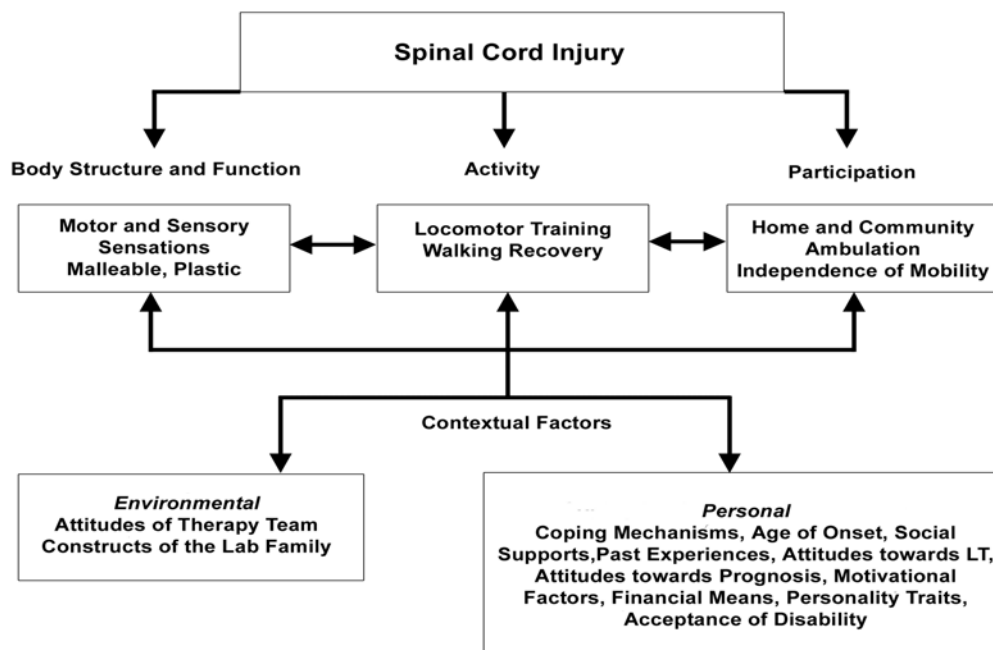 Spinal Cord Injury
Body Structure and Function
Activity
Participation
Motor and Sensory
Sensations
Malleable, Plastic
Locomotor Training
Walking Recovery
Home and Community
Ambulation
Independence of Mobility
Contextual Factors
Environmental
Attitudes of Therapy Team
Constructs of the Lab Family
Personal
Coping Mechanisms, Age of Onset, Social
Supports,Past Experiences, Attitudes towards LT,
Attitudes towards Prognosis, Motivational
Factors, Financial Means, Personality Traits,
Acceptance of Disability